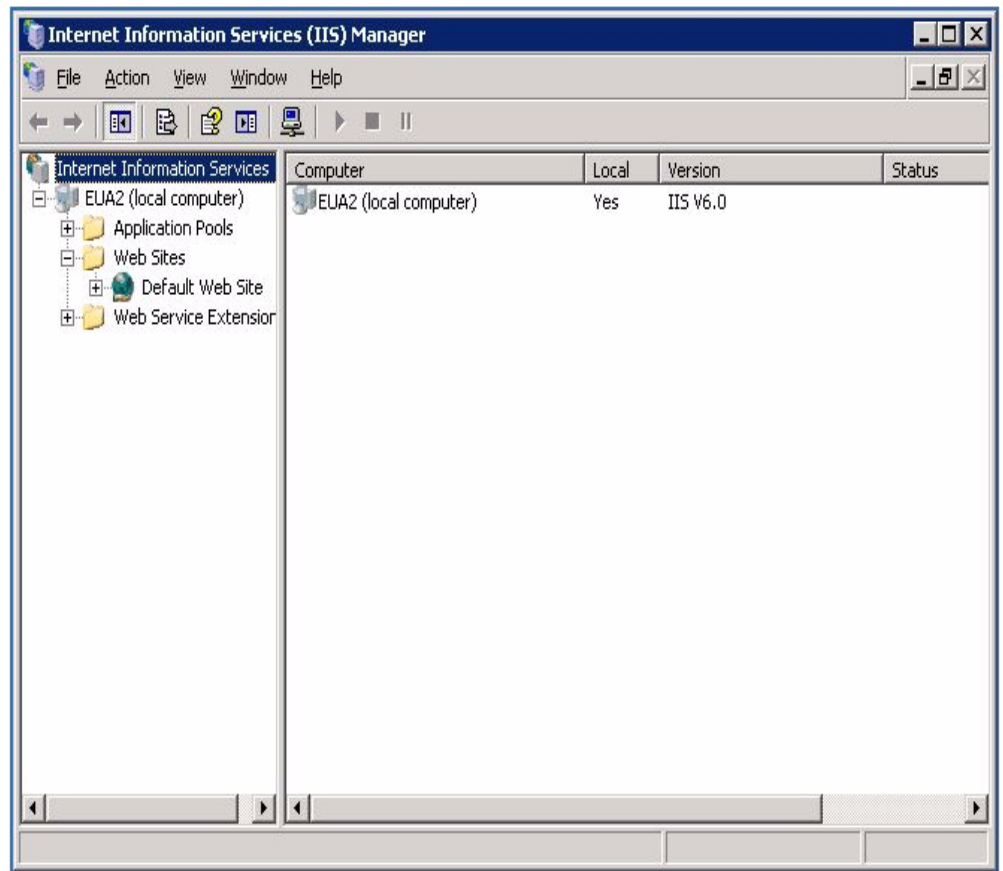 Internet Information Services (IIS) Manager
File Action View Window Help
Internet Information Services
EUA2 (local computer)
Application Pools
Web Sites
Default Web Site
Web Service Extension
Computer Local Version Status
EUA2 (local computer) Yes IIS V6.0